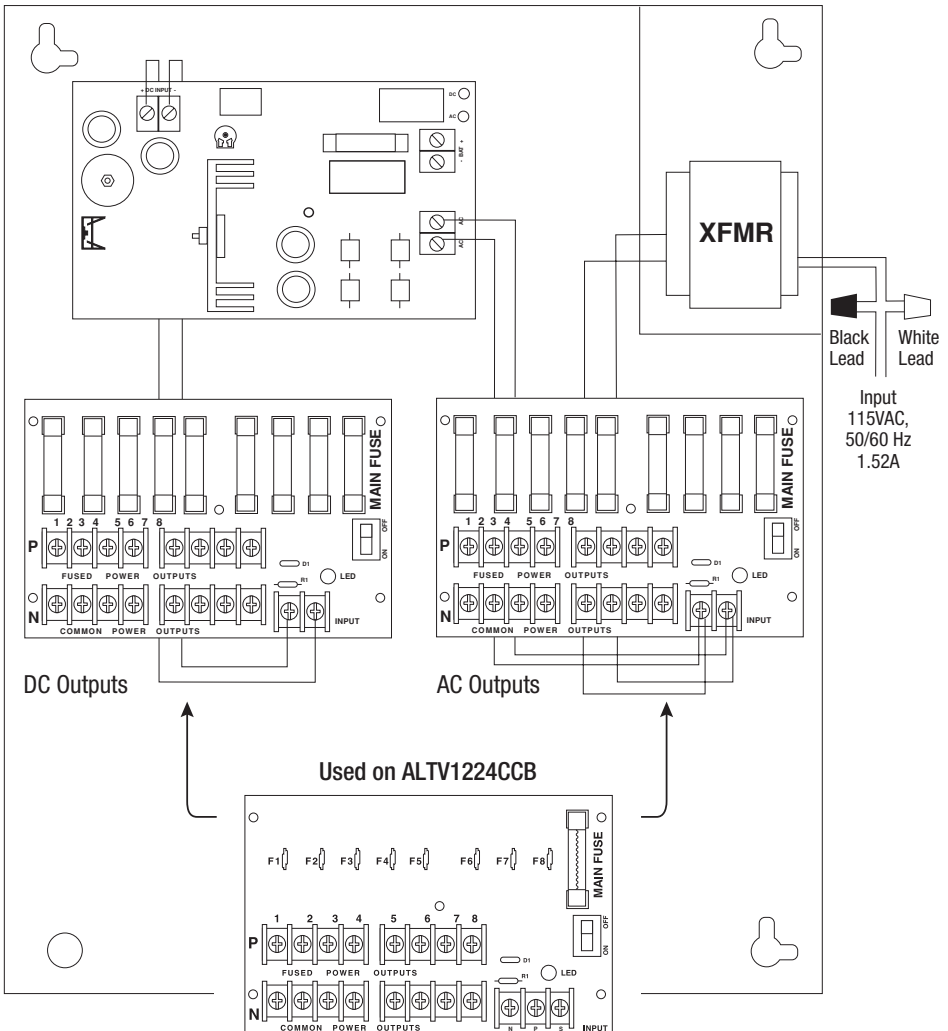 + DC INPUT -
DC
AC
- BAT +
AC
AC
XFMR
Black Lead
White Lead
Input
115VAC,
50/60 Hz
1.52A
MAIN FUSE
1 2 3 4 5 6 7 8
OFF
ON
P
D1
FUSED POWER OUTPUTS
LED
R1
N
INPUT
COMMON POWER OUTPUTS
DC Outputs
MAIN FUSE
1 2 3 4 5 6 7 8
OFF
ON
P
D1
FUSED POWER OUTPUTS
LED
R1
N
INPUT
COMMON POWER OUTPUTS
AC Outputs
Used on ALTV1224CCB
F1 F2 F3 F4 F5 F6 F7 F8
MAIN FUSE
1 2 3 4 5 6 7 8
OFF
ON
P
D1
FUSED POWER OUTPUTS
LED
R1
N
N P S
INPUT
COMMON POWER OUTPUTS